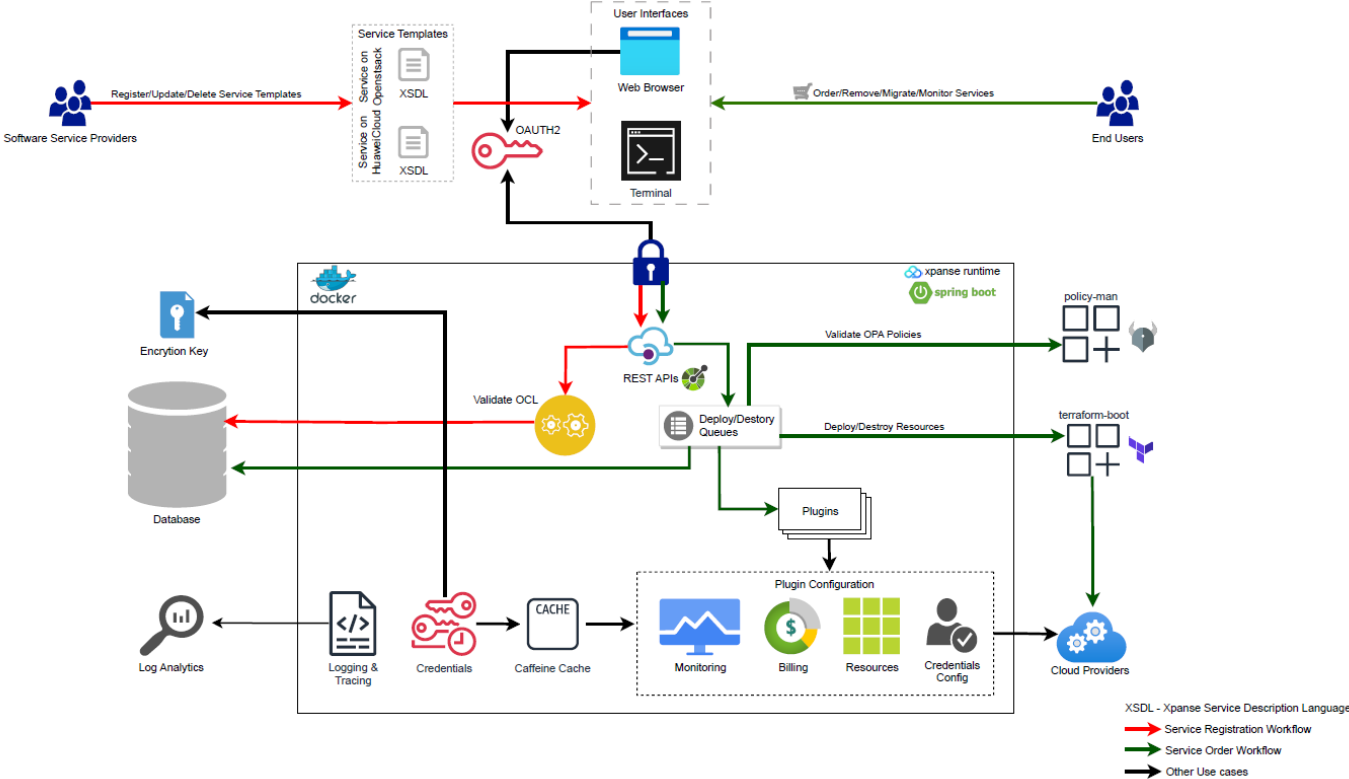 User Interfaces
Service Templates
Service on
Openstsack
XSDL
Service on
HuaweiCloud
XSDL
Web Browser
Register/Update/Delete Service Templates
Order/Remove/Migrate/Monitor Services
Software Service Providers
OAUTH2
Terminal
End Users
docker
xpanse runtime
spring boot
policy-man
Encrytion Key
Validate OPA Policies
REST APIs
Validate OCL
Deploy/Destory
Queues
Deploy/Destroy Resources
terraform-boot
Database
Plugins
Plugin Configuration
CACHE
Log Analytics
Logging &
Tracing
Credentials
Caffeine Cache
Monitoring
$
Billing
Resources
Credentials
Config
Cloud Providers
XSDL - Xpanse Service Description Language
Service Registration Workflow
Service Order Workflow
Other Use cases